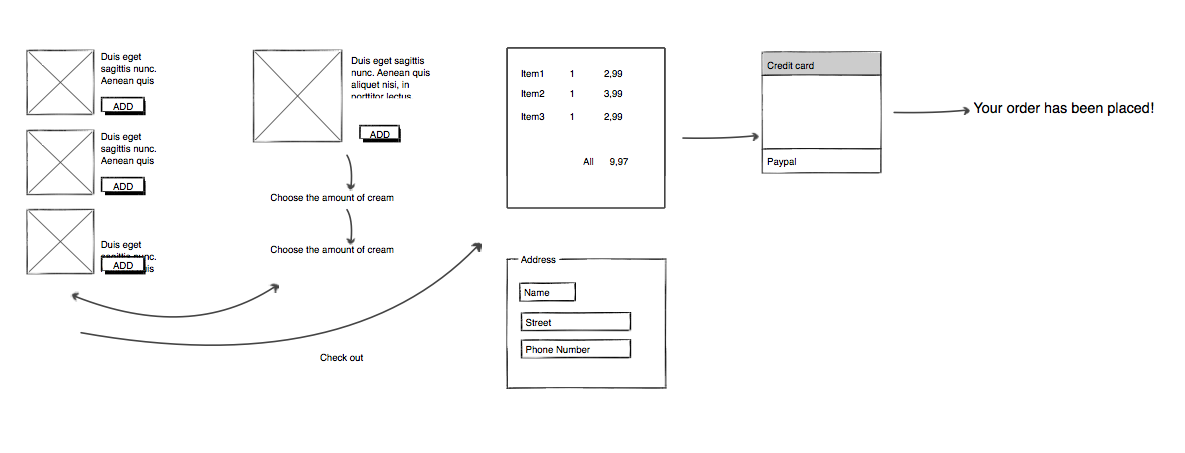 Duis eget
sagittis nunc.
Aenean quis
ADD
Duis eget
sagittis nunc.
Aenean quis
ADD
Duis eget
sagittis nunc.
ADD
Duis eget sagittis
nunc. Aenean quis
aliquet nisi, in
porttitor lectus
ADD
Choose the amount of cream
Choose the amount of cream
Check out
Item1 1 2,99
Item2 1 3,99
Item3 1 2,99
All 9,97
Address
Name
Street
Phone Number
Credit card
Paypal
Your order has been placed!